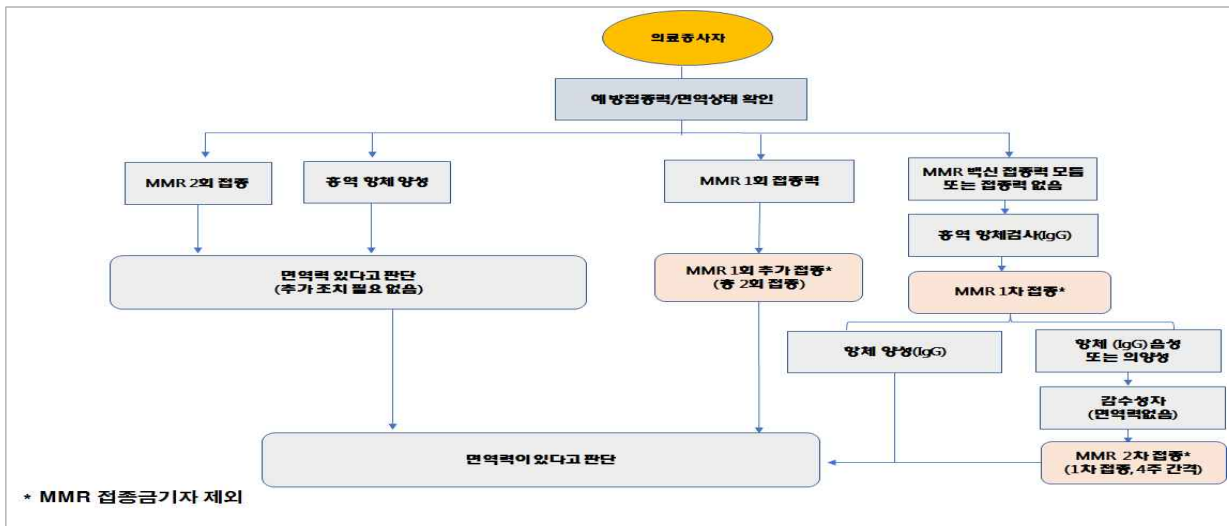 의료종사자
예방접종력/면역상태 확인
MMR 2회 접종
홍역 항체 양성
MMR 1회 접종력
MMR 백신 접종력 모름
또는 접종력 없음
홍역 항체검사(IgG)
면역력 있다고 판단
(추가 조치 필요 없음)
MMR 1회 추가 접종*
(총 2회 접종)
MMR 1차 접종*
항체 양성(IgG)
항체 (IgG)음성
또는 의양성
감수성자
(면역력없음)
면역력이 있다고 판단
MMR 2차 접종*
(1차 접종, 4주 간격)
* MMR 접종금기자 제외